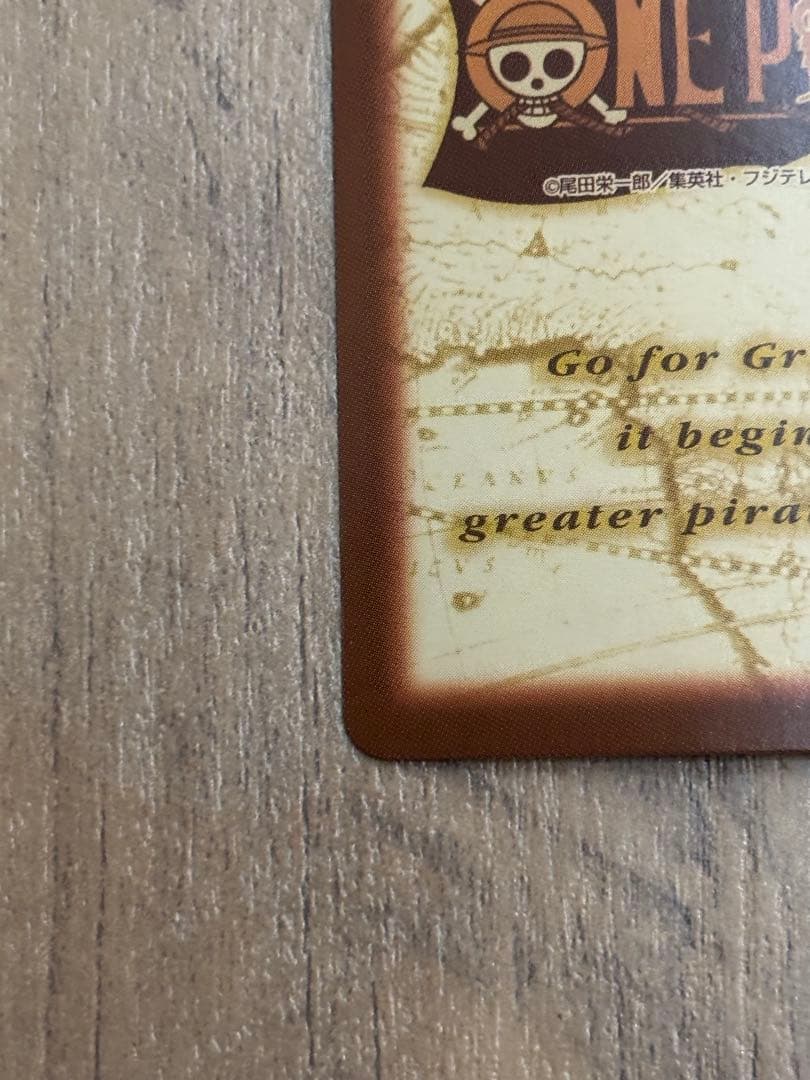 ONE P
©尾田栄一郎／集英社・フジテレ
Go for Gr
it begin
CEANVS
greater pira